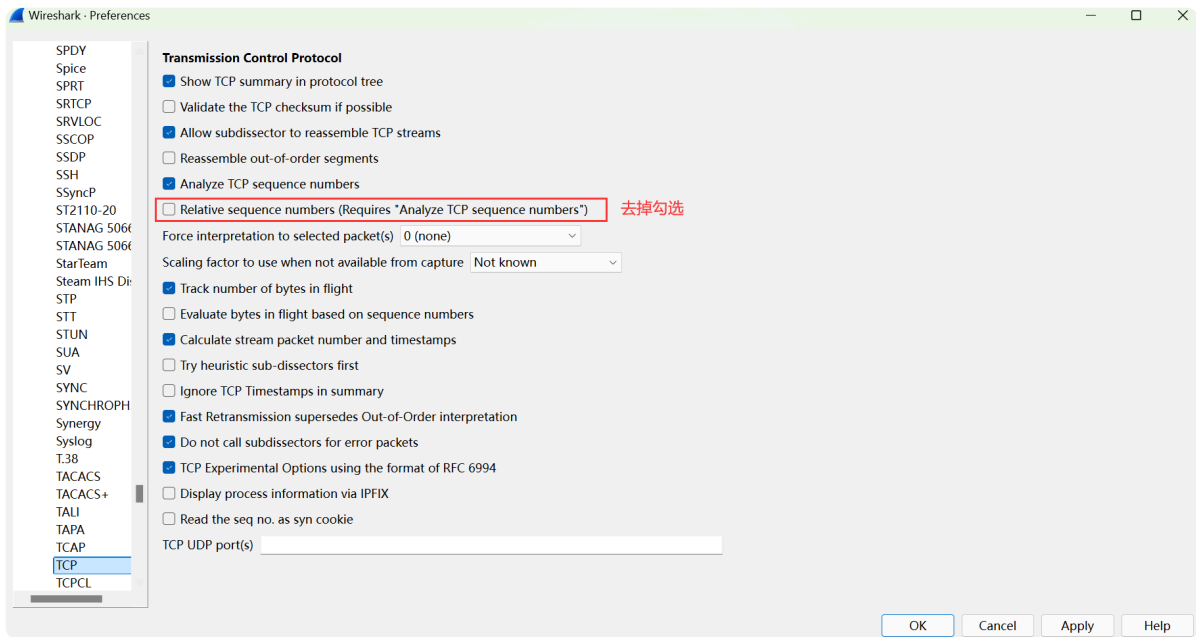 Wireshark · Preferences
SPDY
Spice
SPRT
SRTCP
SRVLOC
SSCOP
SSDP
SSH
SSyncP
ST2110-20
STANAG 5066
STANAG 5066
StarTeam
Steam IHS Dis
STP
STT
STUN
SUA
SV
SYNC
SYNCHROPH
Synergy
Syslog
T.38
TACACS
TACACS+
TALI
TAPA
TCAP
TCP
TCPCL
Transmission Control Protocol
Show TCP summary in protocol tree
Validate the TCP checksum if possible
Allow subdissector to reassemble TCP streams
Reassemble out-of-order segments
Analyze TCP sequence numbers
Relative sequence numbers (Requires "Analyze TCP sequence numbers") 去掉勾选
Force interpretation to selected packet(s) 0 (none)
Scaling factor to use when not available from capture Not known
Track number of bytes in flight
Evaluate bytes in flight based on sequence numbers
Calculate stream packet number and timestamps
Try heuristic sub-dissectors first
Ignore TCP Timestamps in summary
Fast Retransmission supersedes Out-of-Order interpretation
Do not call subdissectors for error packets
TCP Experimental Options using the format of RFC 6994
Display process information via IPFIX
Read the seq no. as syn cookie
TCP UDP port(s)
OK Cancel Apply Help